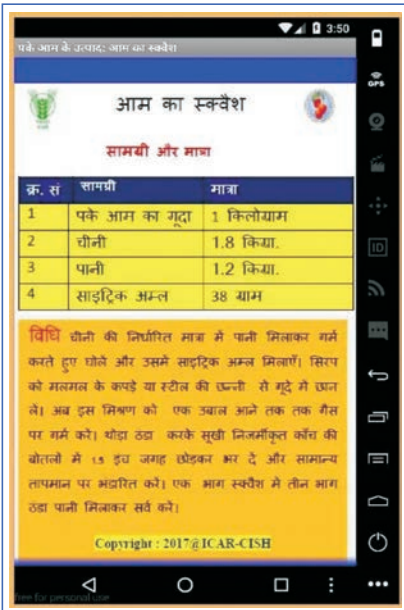 3:50
पके आम के उत्पाद: आम का स्क्वैश
आम का स्क्वैश
सामग्री और मात्रा
क्र. सं सामग्री मात्रा
1 पके आम का गूदा 1 किलोग्राम
2 चीनी 1.8 किग्रा.
3 पानी 1.2 किग्रा.
4 साइट्रिक अम्ल 38 ग्राम
विधि चीनी की निर्धारित मात्रा में पानी मिलाकर गर्म
करते हुए घोले और उसमें साइट्रिक अम्ल मिलाएँ। सिरप
को मलमल के कपड़े या स्टील की छन्नी से गूदे में छान
लें। अब इस मिश्रण को एक उबाल आने तक तक गैस
पर गर्म करें। थोड़ा ठंडा करके सूखी निजर्मीकृत काँच की
बोतलों में 1.5 इंच जगह छोड़कर भर दे और सामान्य
तापमान पर भंडारित करें। एक भाग स्क्वैश में तीन भाग
ठंडा पानी मिलाकर सर्व करें।
Copyright : 2017@ICAR-CISH
free for personal use
GPS
ID